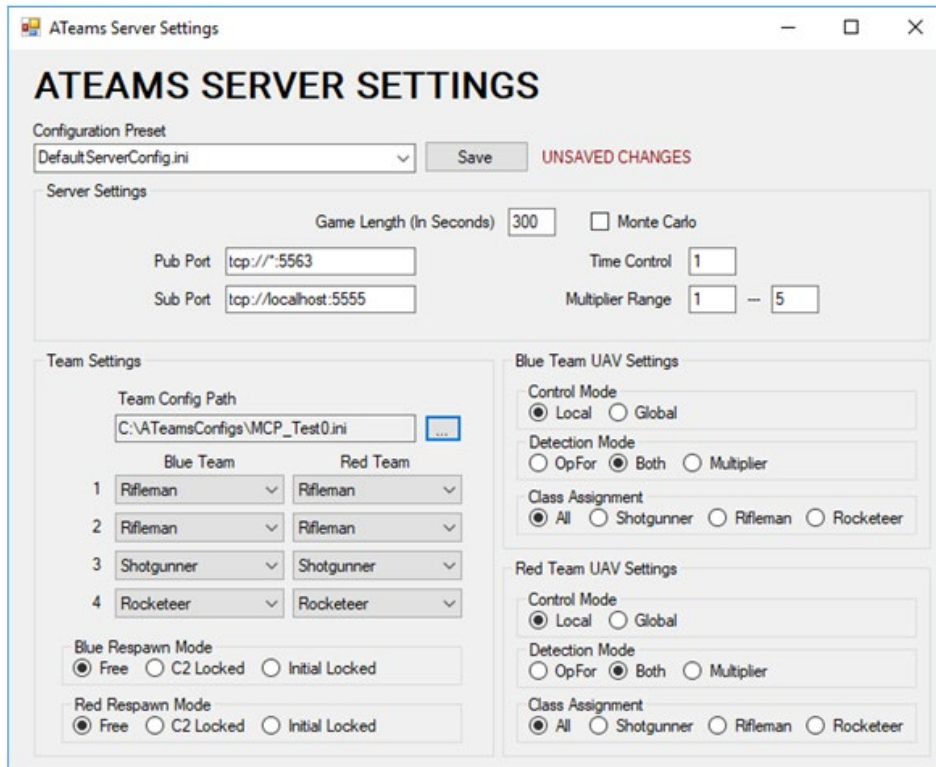 ATeams Server Settings
ATEAMS SERVER SETTINGS
Configuration Preset
DefaultServerConfig.ini Save UNSAVED CHANGES
Server Settings
Game Length (In Seconds) 300 Monte Carlo
Pub Port tcp://*:5563 Time Control 1
Sub Port tcp://localhost:5555 Multiplier Range 1 --- 5
Team Settings
Team Config Path
C:\ATeamsConfigs\MCP_Test0.ini ...
Blue Team Red Team
1 Rifleman Rifleman
2 Rifleman Rifleman
3 Shotgunner Shotgunner
4 Rocketeer Rocketeer
Blue Respawn Mode
Free C2 Locked Initial Locked
Red Respawn Mode
Free C2 Locked Initial Locked
Blue Team UAV Settings
Control Mode
Local Global
Detection Mode
OpFor Both Multiplier
Class Assignment
All Shotgunner Rifleman Rocketeer
Red Team UAV Settings
Control Mode
Local Global
Detection Mode
OpFor Both Multiplier
Class Assignment
All Shotgunner Rifleman Rocketeer